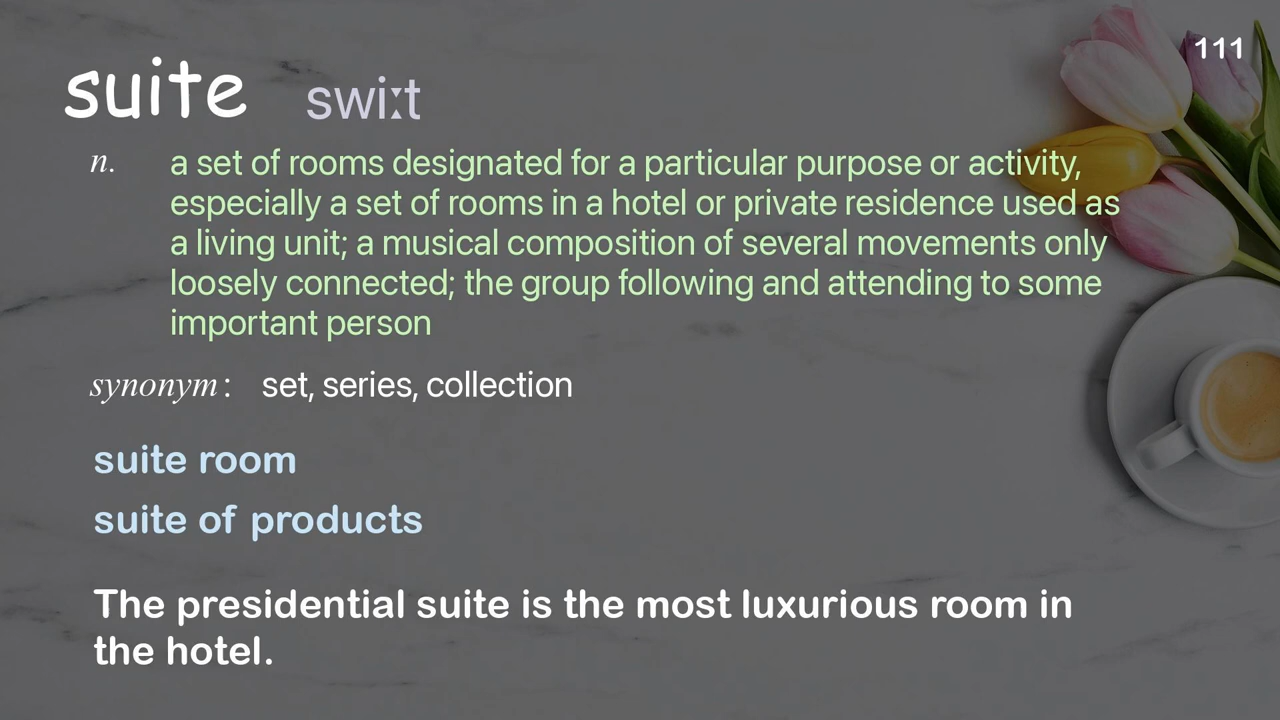 111
suite swiːt
n. a set of rooms designated for a particular purpose or activity,
especially a set of rooms in a hotel or private residence used as
a living unit; a musical composition of several movements only
loosely connected; the group following and attending to some
important person
synonym: set, series, collection
suite room
suite of products
The presidential suite is the most luxurious room in
the hotel.